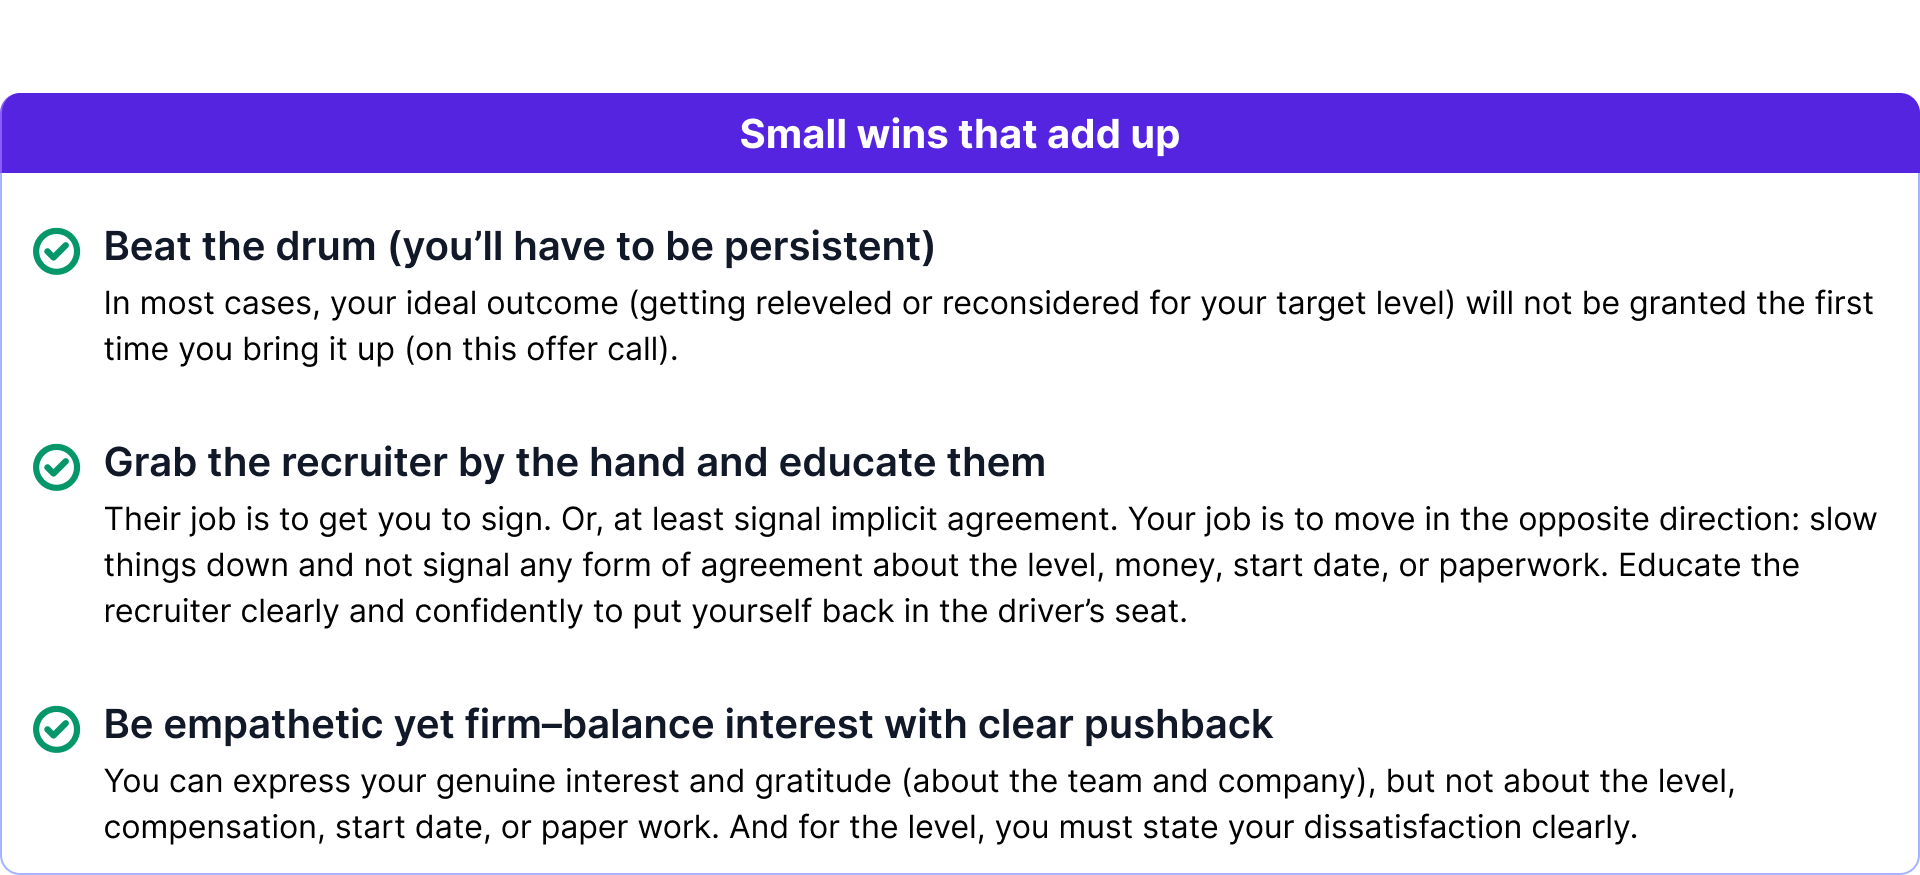 Small wins that add up
Beat the drum (you’ll have to be persistent)
In most cases, your ideal outcome (getting releveled or reconsidered for your target level) will not be granted the first
time you bring it up (on this offer call).
Grab the recruiter by the hand and educate them
Their job is to get you to sign. Or, at least signal implicit agreement. Your job is to move in the opposite direction: slow
things down and not signal any form of agreement about the level, money, start date, or paperwork. Educate the
recruiter clearly and confidently to put yourself back in the driver’s seat.
Be empathetic yet firm–balance interest with clear pushback
You can express your genuine interest and gratitude (about the team and company), but not about the level,
compensation, start date, or paper work. And for the level, you must state your dissatisfaction clearly.